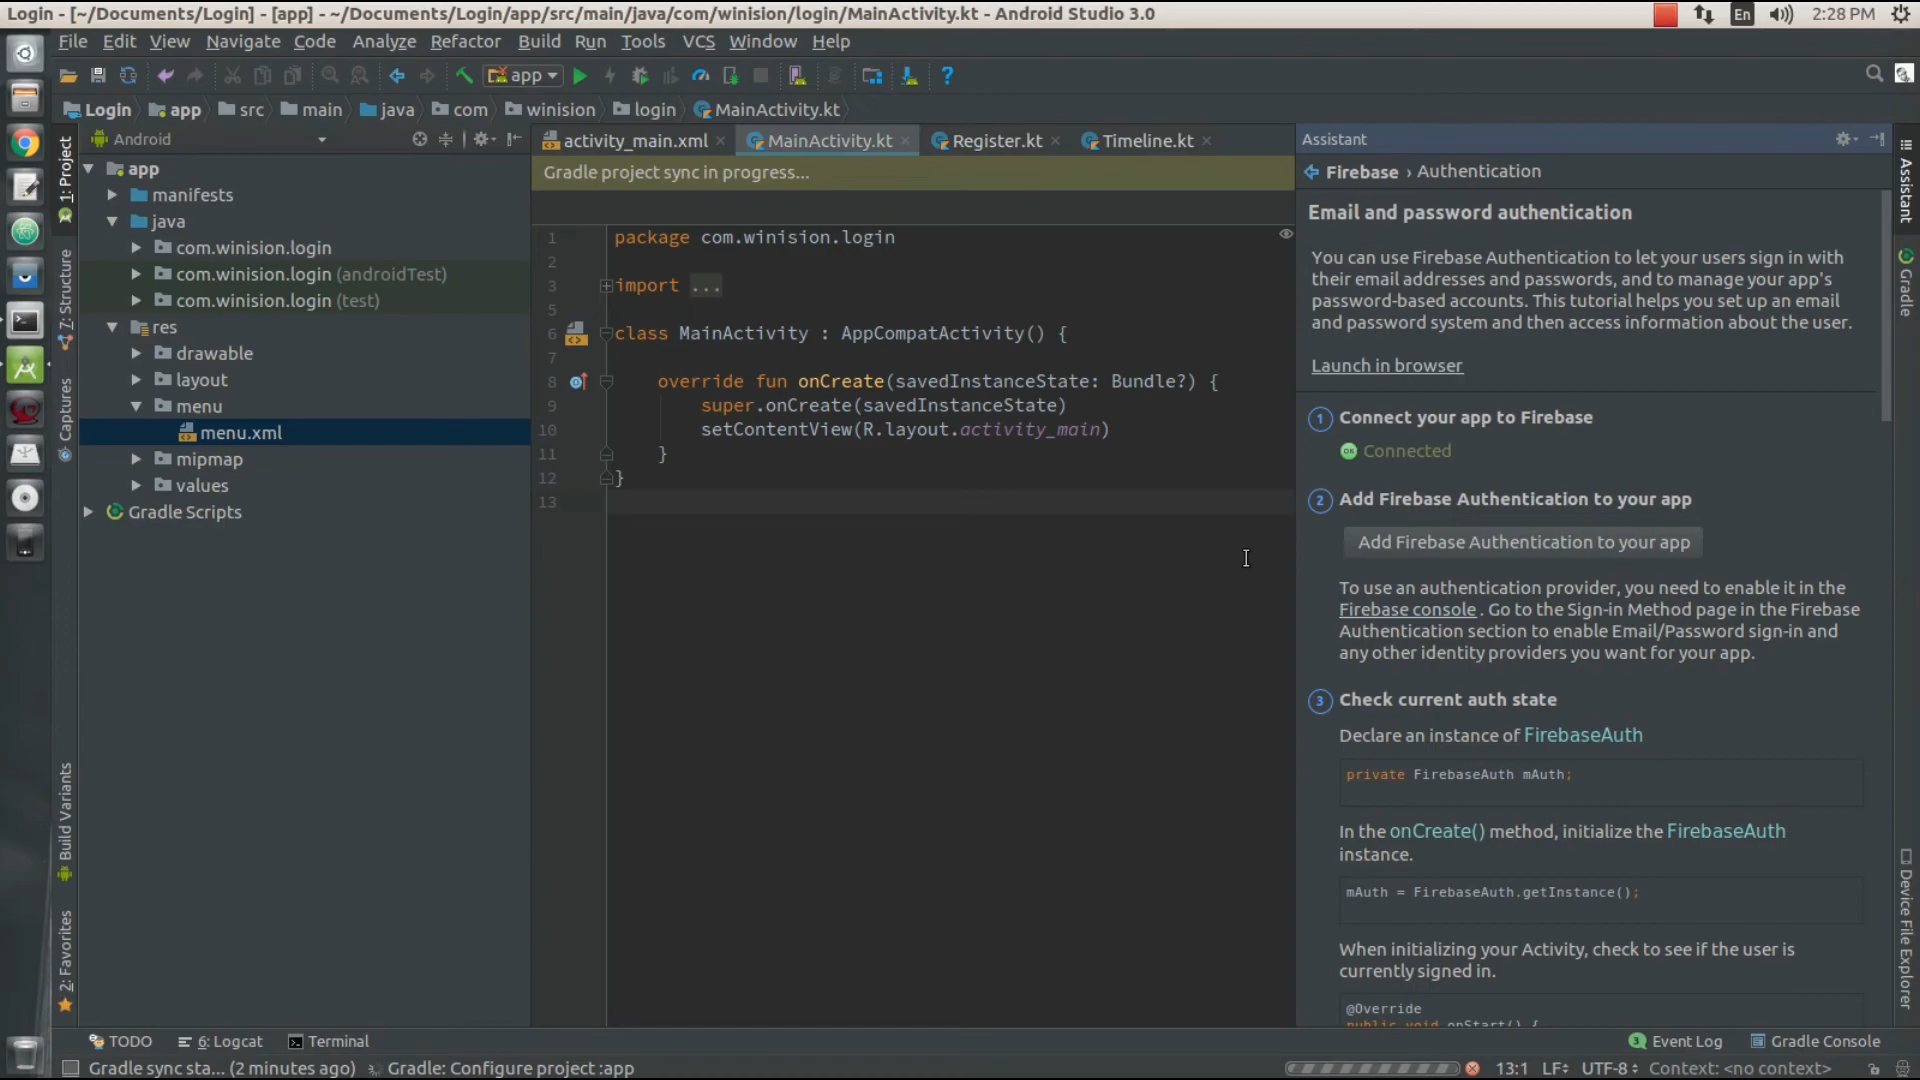 Login - [~/Documents/Login] - [app] - ~/Documents/Login/app/src/main/java/com/winision/login/MainActivity.kt - Android Studio 3.0
En
2:28 PM
File Edit View Navigate Code Analyze Refactor Build Run Tools VCS Window Help
app
Login app src main java com winision login MainActivity.kt
Android
activity_main.xml MainActivity.kt Register.kt Timeline.kt
Gradle project sync in progress...
1: Project
7: Structure
Captures
Build Variants
2: Favorites
app
manifests
java
com.winision.login
com.winision.login (androidTest)
com.winision.login (test)
res
drawable
layout
menu
menu.xml
mipmap
values
Gradle Scripts
1 package com.winision.login
2
3 import ...
5
6 class MainActivity : AppCompatActivity() {
7
8 override fun onCreate(savedInstanceState: Bundle?) {
9 super.onCreate(savedInstanceState)
10 setContentView(R.layout.activity_main)
11 }
12 }
13
Assistant
Firebase › Authentication
Email and password authentication
You can use Firebase Authentication to let your users sign in with
their email addresses and passwords, and to manage your app's
password-based accounts. This tutorial helps you set up an email
and password system and then access information about the user.
Launch in browser
1 Connect your app to Firebase
Connected
2 Add Firebase Authentication to your app
Add Firebase Authentication to your app
To use an authentication provider, you need to enable it in the
Firebase console . Go to the Sign-in Method page in the Firebase
Authentication section to enable Email/Password sign-in and
any other identity providers you want for your app.
3 Check current auth state
Declare an instance of FirebaseAuth
private FirebaseAuth mAuth;
In the onCreate() method, initialize the FirebaseAuth
instance.
mAuth = FirebaseAuth.getInstance();
When initializing your Activity, check to see if the user is
currently signed in.
@Override
public void onStart() {
Assistant
Gradle
Device File Explorer
TODO 6: Logcat Terminal
3 Event Log Gradle Console
Gradle sync sta... (2 minutes ago) Gradle: Configure project :app
13:1 LF UTF-8 Context: <no context>